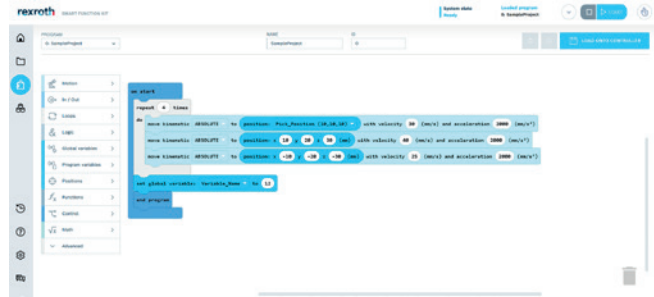 rexroth SMART FUNCTION KIT
System state
Ready
Loaded program
0: SampleProject
PROGRAM
0: SampleProject
NAME
SampleProject
ID
0
LOAD ONTO CONTROLLER
Motion
In / Out
Loops
Logic
Global variables
Program variables
Positions
Functions
Control
Math
Advanced
on start
repeat 4 times
do move kinematic ABSOLUTE to position: Pick_Position (10,10,10) with velocity 50 (mm/s) and acceleration 2000 (mm/s²)
move kinematic ABSOLUTE to position: x 10 y 20 z 30 (mm) with velocity 40 (mm/s) and acceleration 2000 (mm/s²)
move kinematic ABSOLUTE to position: x -10 y -20 z -30 (mm) with velocity 25 (mm/s) and acceleration 2000 (mm/s²)
set global variable: Variable_Name to 12
end program